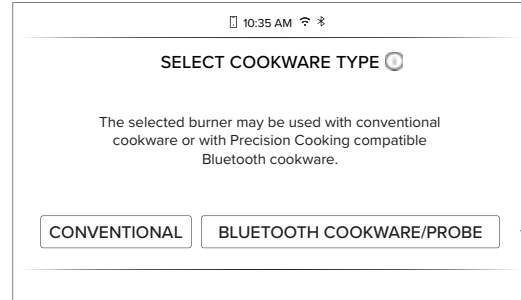 10:35 AM
SELECT COOKWARE TYPE
The selected burner may be used with conventional
cookware or with Precision Cooking compatible
Bluetooth cookware.
CONVENTIONAL
BLUETOOTH COOKWARE/PROBE